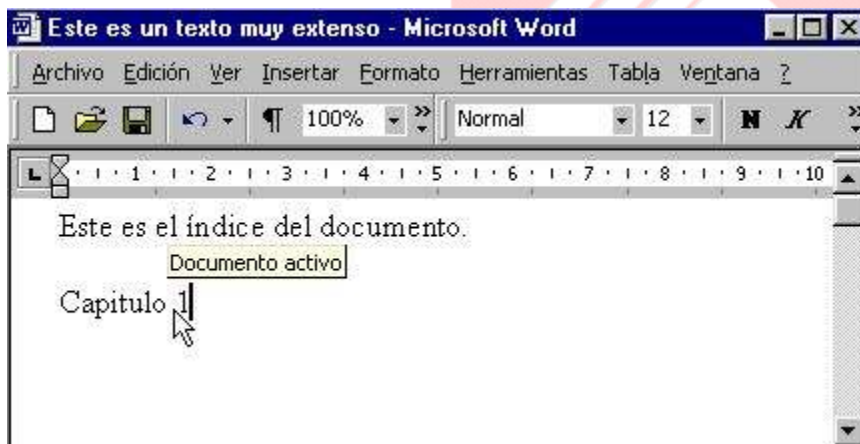 Este es un texto muy extenso - Microsoft Word
Archivo Edición Ver Insertar Formato Herramientas Tabla Ventana ?
100% Normal 12 N K
1 2 3 4 5 6 7 8 9 10
Este es el índice del documento.
Documento activo
Capitulo 1